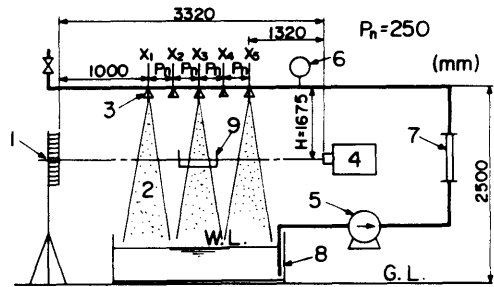 3320
Pn=250
1320
(mm)
1000
X1 X2 X3 X4 X5
Pn Pn Pn Pn
6
3
H=1675
1
9
4
7
2
2500
5
W.L.
8
G.L.